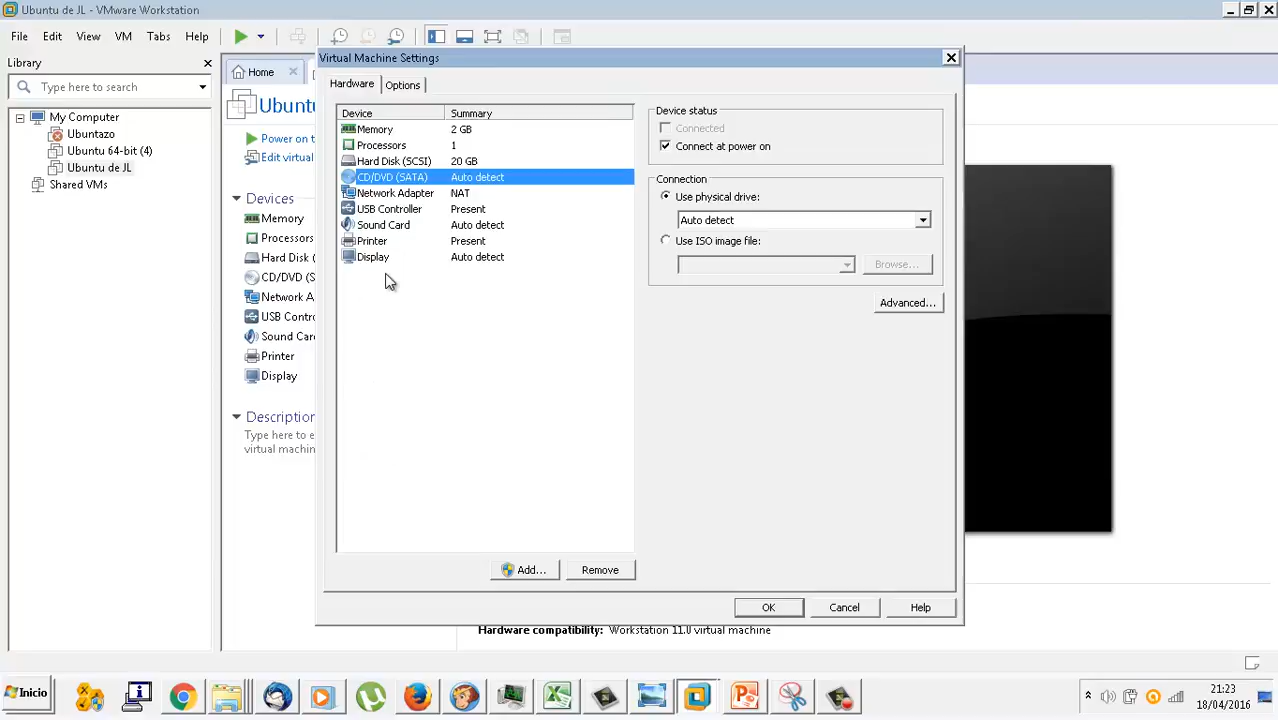 Ubuntu de JL - VMware Workstation
File Edit View VM Tabs Help
Library
Type here to search
My Computer
Ubuntazo
Ubuntu 64-bit (4)
Ubuntu de JL
Shared VMs
Home
Ubuntu
Power on t
Edit virtual
Devices
Memory
Processors
Hard Disk (
CD/DVD (S
Network A
USB Contro
Sound Card
Printer
Display
Description
Type here to e
virtual machin
Virtual Machine Settings
Hardware Options
Device Summary
Memory 2 GB
Processors 1
Hard Disk (SCSI) 20 GB
CD/DVD (SATA) Auto detect
Network Adapter NAT
USB Controller Present
Sound Card Auto detect
Printer Present
Display Auto detect
Add... Remove
Device status
Connected
Connect at power on
Connection
Use physical drive:
Auto detect
Use ISO image file:
Browse...
Advanced...
OK Cancel Help
Hardware compatibility: Workstation 11.0 virtual machine
Inicio
21:23
18/04/2016